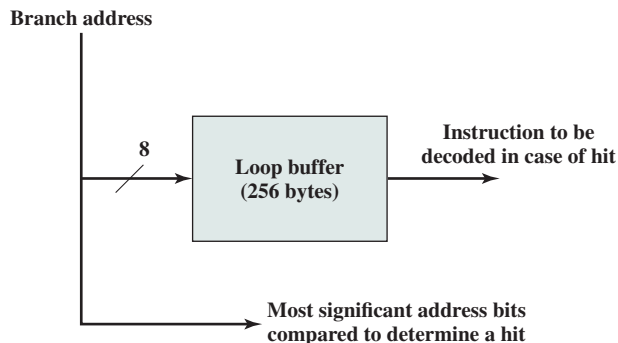 Branch address
8
Loop buffer
(256 bytes)
Instruction to be
decoded in case of hit
Most significant address bits
compared to determine a hit